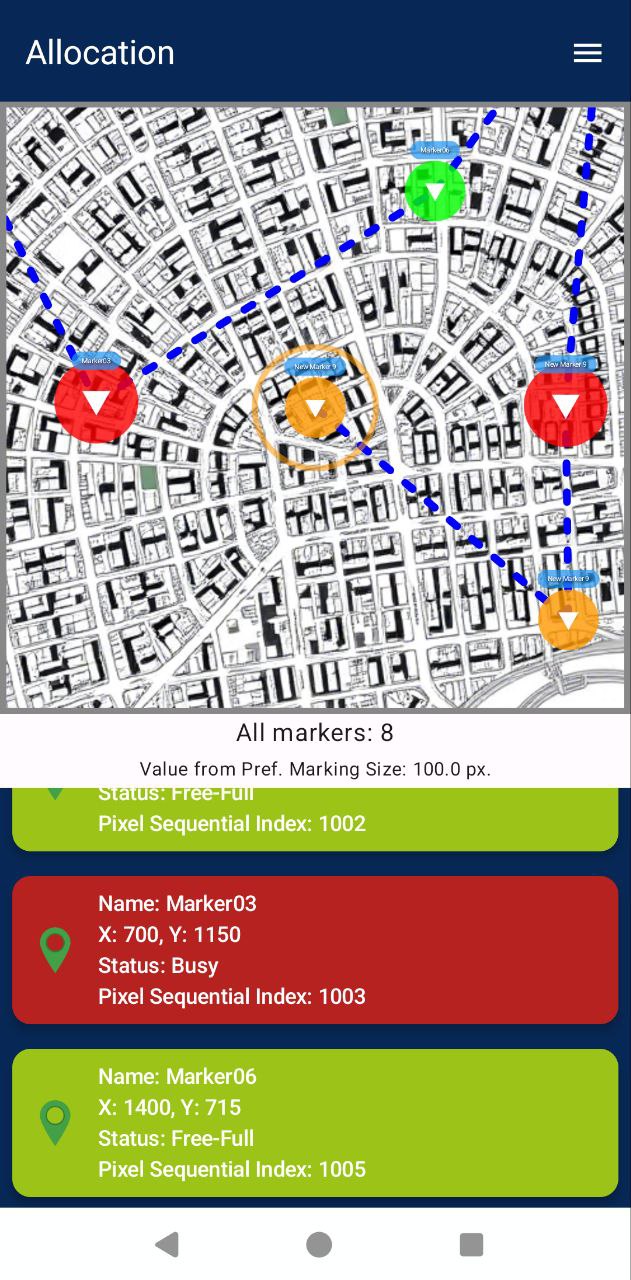 Allocation
Marker06
Marker03
New Marker 9
New Marker 9
New Marker 9
All markers: 8
Value from Pref. Marking Size: 100.0 px.
Status: Free-Full
Pixel Sequential Index: 1002
Name: Marker03
X: 700, Y: 1150
Status: Busy
Pixel Sequential Index: 1003
Name: Marker06
X: 1400, Y: 715
Status: Free-Full
Pixel Sequential Index: 1005